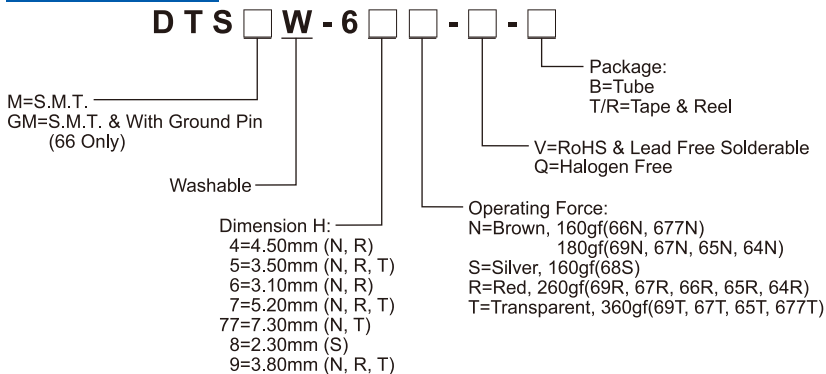 DTS□W-6□□-□-□
Package:
B=Tube
T/R=Tape & Reel
M=S.M.T.
GM=S.M.T. & With Ground Pin
(66 Only)
V=RoHS & Lead Free Solderable
Q=Halogen Free
Washable
Dimension H:
4=4.50mm (N, R)
5=3.50mm (N, R, T)
6=3.10mm (N, R)
7=5.20mm (N, R, T)
77=7.30mm (N, T)
8=2.30mm (S)
9=3.80mm (N, R, T)
Operating Force:
N=Brown, 160gf(66N, 677N)
180gf(69N, 67N, 65N, 64N)
S=Silver, 160gf(68S)
R=Red, 260gf(69R, 67R, 66R, 65R, 64R)
T=Transparent, 360gf(69T, 67T, 65T, 677T)